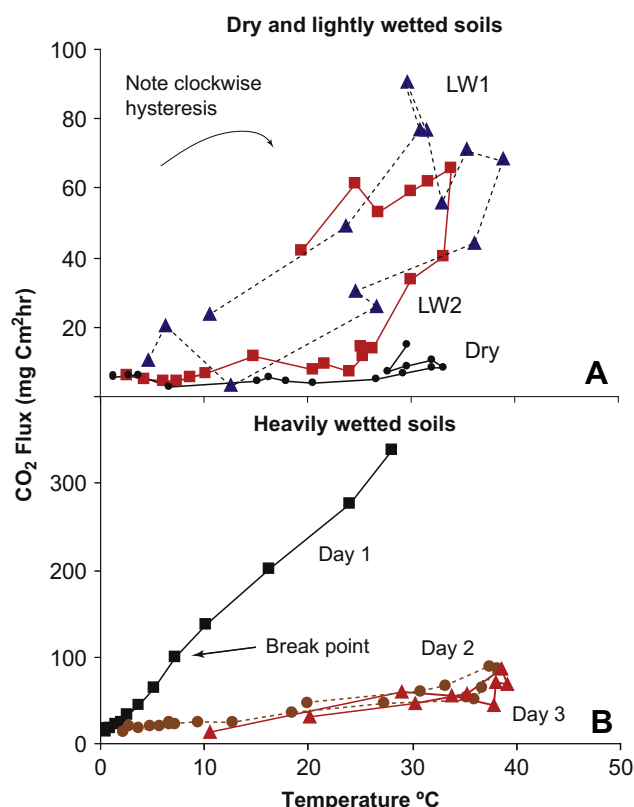 Dry and lightly wetted soils
100
80
60
40
20
Note clockwise
hysteresis
LW1
LW2
Dry
A
CO₂ Flux (mg Cm²hr)
Heavily wetted soils
300
200
100
0
Day 1
Break point
Day 2
Day 3
B
0
10
20
30
40
50
Temperature ºC